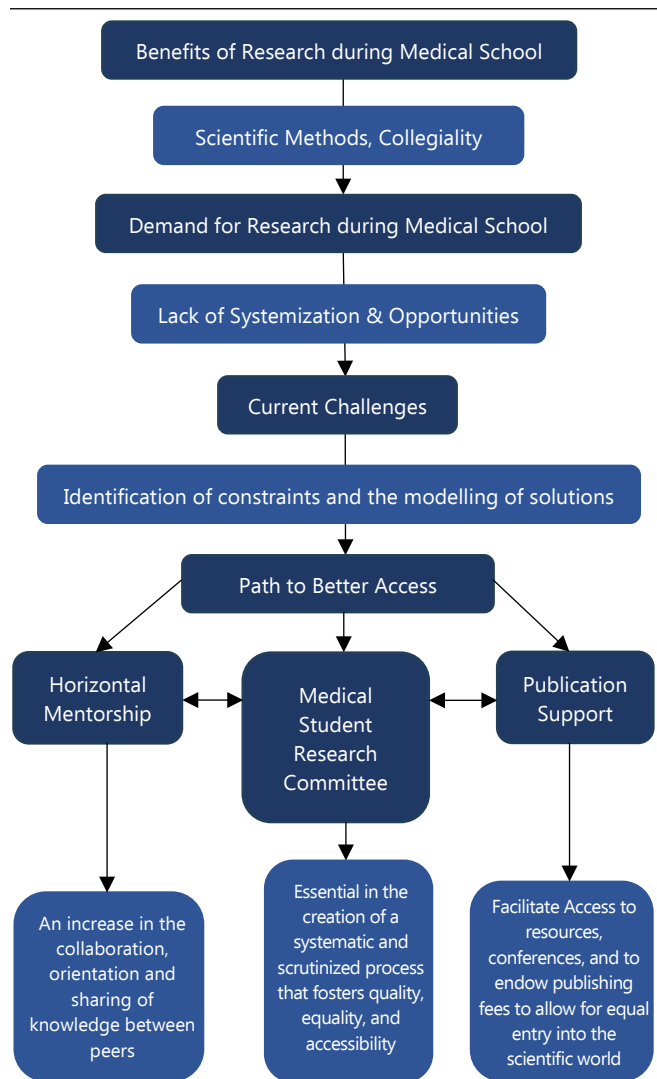 Benefits of Research during Medical School
Scientific Methods, Collegiality
Demand for Research during Medical School
Lack of Systemization & Opportunities
Current Challenges
Identification of constraints and the modelling of solutions
Path to Better Access
Horizontal
Mentorship
Medical
Student
Research
Committee
Publication
Support
An increase in the
collaboration,
orientation and
sharing of
knowledge between
peers
Essential in the
creation of a
systematic and
scrutinized process
that fosters quality,
equality, and
accessibility
Facilitate Access to
resources,
conferences, and to
endow publishing
fees to allow for equal
entry into the
scientific world